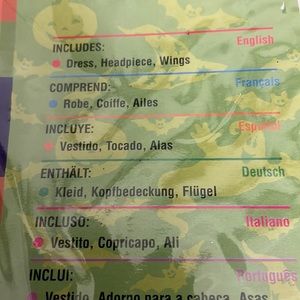 English
INCLUDES:
Dress, Headpiece, Wings
Français
COMPREND:
Robe, Coiffe, Ailes
Español
INCLUYE:
Vestido, Tocado, Alas
Deutsch
ENTHÄLT:
Kleid, Kopfbedeckung, Flügel
Italiano
INCLUSO:
Vestito, Copricapo, Ali
Português
INCLUI:
Vestido, Adorno para a cabeça, Asas